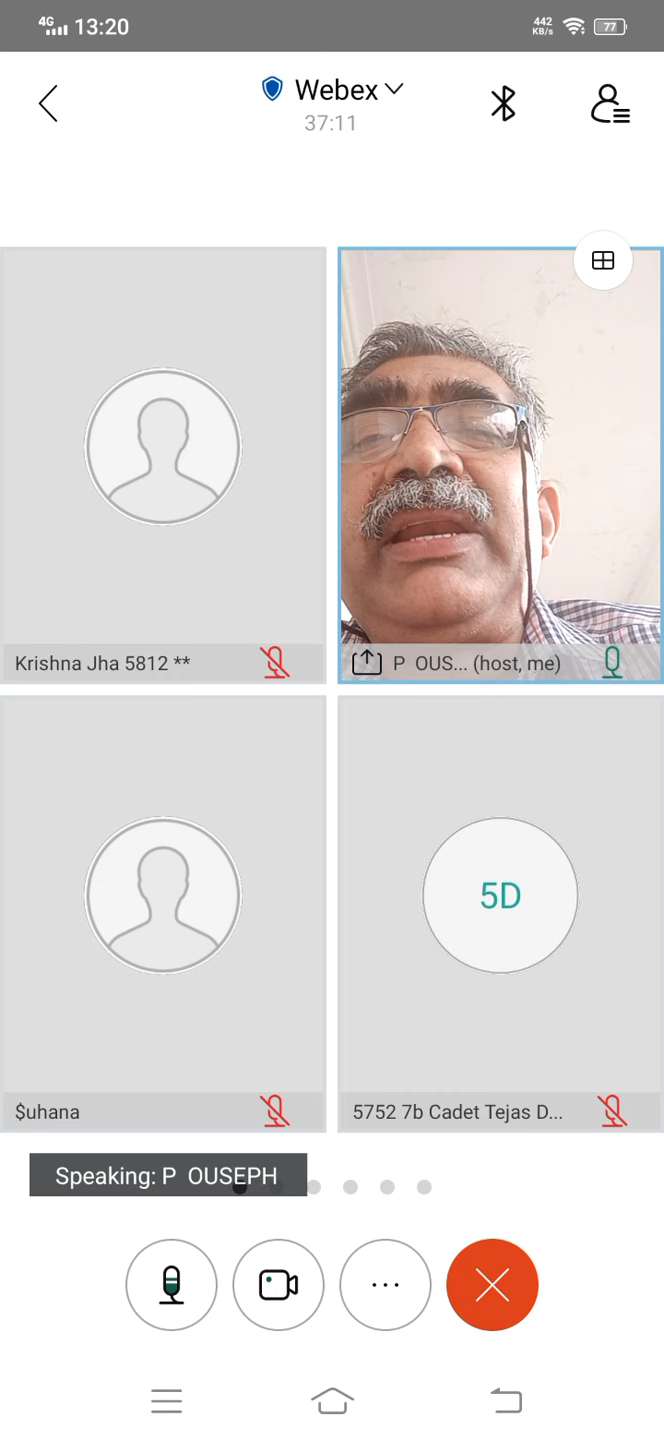 4G 13:20 442 KB/s 77
Webex
37:11
Krishna Jha 5812 **
P OUS... (host, me)
5D
$uhana
5752 7b Cadet Tejas D...
Speaking: P OUSEPH